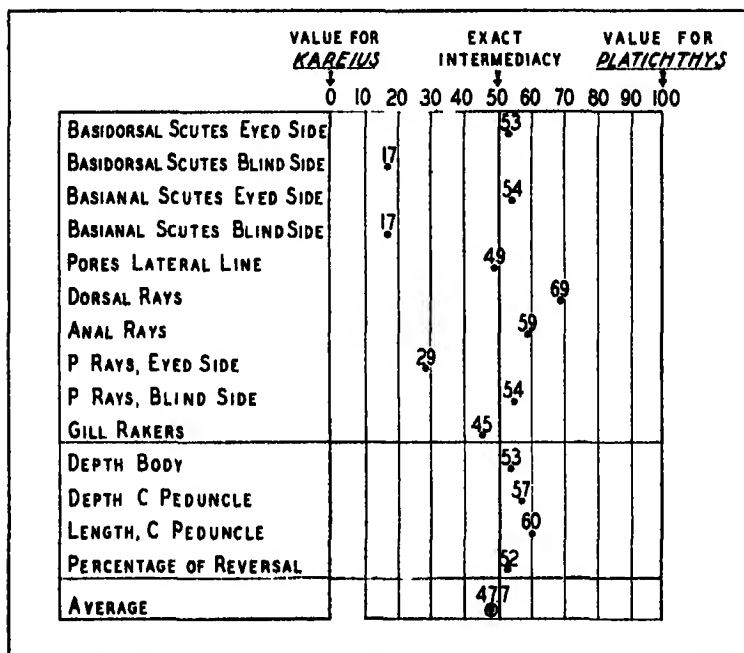 VALUE FOR KAREIUS
EXACT INTERMEDIACY
VALUE FOR PLATICHTHYS
0 20 30 40 50 60 70 80 90 100
BASIDORSAL SCUTES EYED SIDE 53
BASIDORSAL SCUTES BLIND SIDE 17
BASIANAL SCUTES EYED SIDE 54
BASIANAL SCUTES BLIND SIDE 17
PORES LATERAL LINE 49
DORSAL RAYS 69
ANAL RAYS 59
P RAYS, EYED SIDE 29
P RAYS, BLIND SIDE 54
GILL RAKERS 45
DEPTH BODY 53
DEPTH C PEDUNCLE 57
LENGTH, C PEDUNCLE 60
PERCENTAGE OF REVERSAL 52
AVERAGE 477